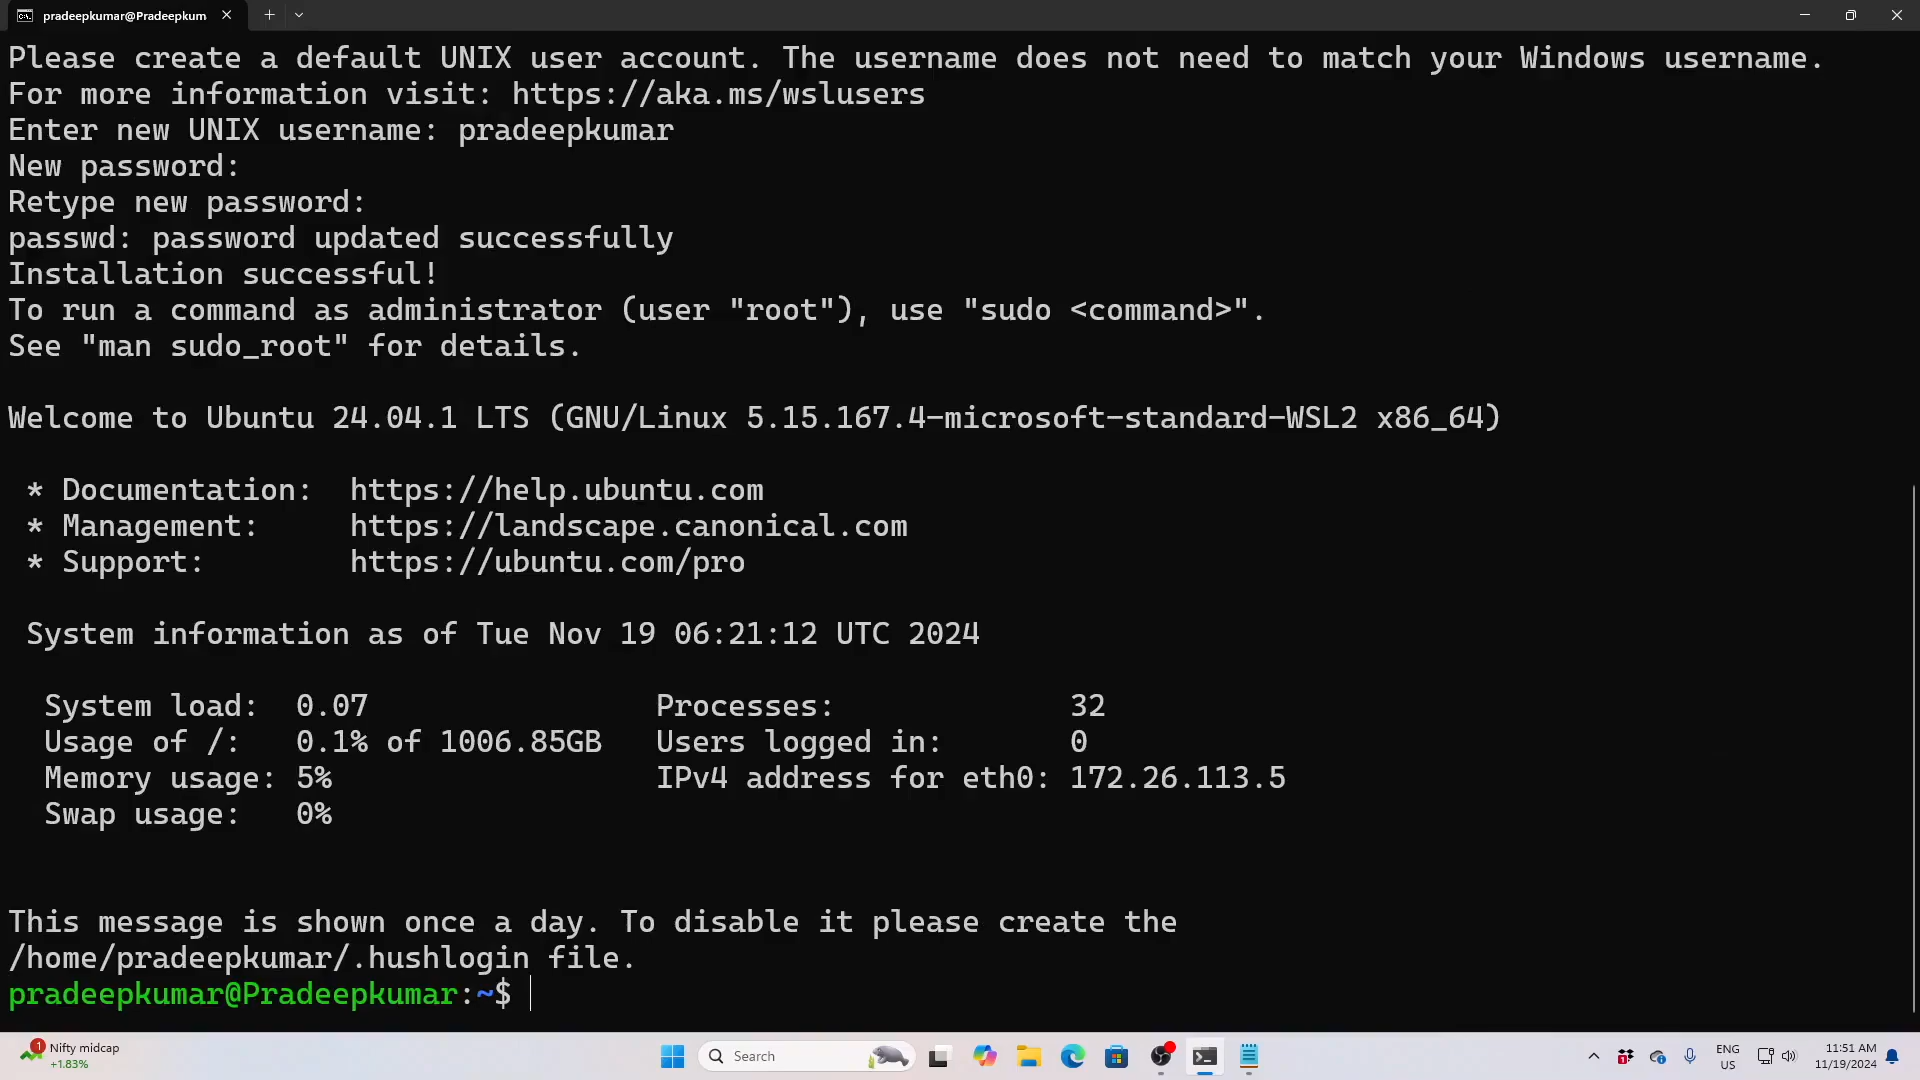 pradeepkumar@Pradeepkum
Please create a default UNIX user account. The username does not need to match your Windows username.
For more information visit: https://aka.ms/wslusers
Enter new UNIX username: pradeepkumar
New password:
Retype new password:
passwd: password updated successfully
Installation successful!
To run a command as administrator (user "root"), use "sudo <command>".
See "man sudo_root" for details.
Welcome to Ubuntu 24.04.1 LTS (GNU/Linux 5.15.167.4-microsoft-standard-WSL2 x86_64)
* Documentation: https://help.ubuntu.com
* Management: https://landscape.canonical.com
* Support: https://ubuntu.com/pro
System information as of Tue Nov 19 06:21:12 UTC 2024
System load: 0.07 Processes: 32
Usage of /: 0.1% of 1006.85GB Users logged in: 0
Memory usage: 5% IPv4 address for eth0: 172.26.113.5
Swap usage: 0%
This message is shown once a day. To disable it please create the
/home/pradeepkumar/.hushlogin file.
pradeepkumar@Pradeepkumar:~$
1 Nifty midcap
+1.83%
Search
ENG
US
11:51 AM
11/19/2024